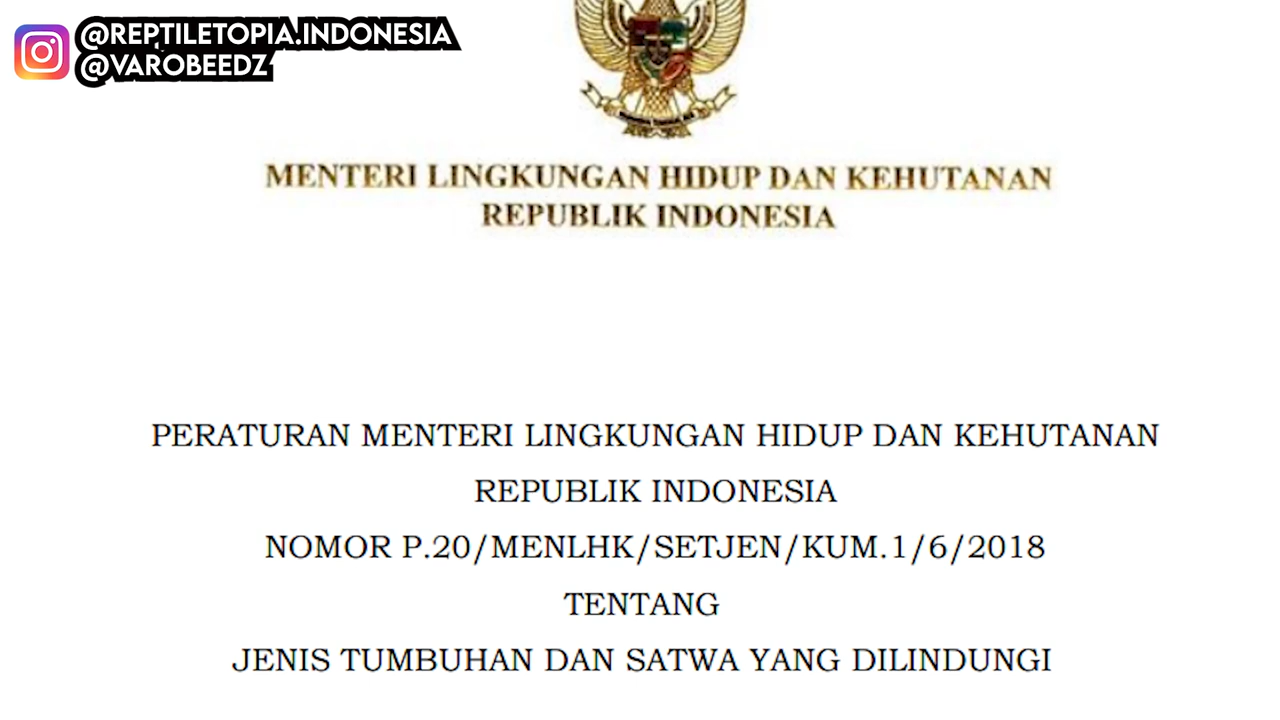 @REPTILETOPIA.INDONESIA
@VAROBEEDZ
MENTERI LINGKUNGAN HIDUP DAN KEHUTANAN
REPUBLIK INDONESIA
PERATURAN MENTERI LINGKUNGAN HIDUP DAN KEHUTANAN
REPUBLIK INDONESIA
NOMOR P.20/MENLHK/SETJEN/KUM.1/6/2018
TENTANG
JENIS TUMBUHAN DAN SATWA YANG DILINDUNGI